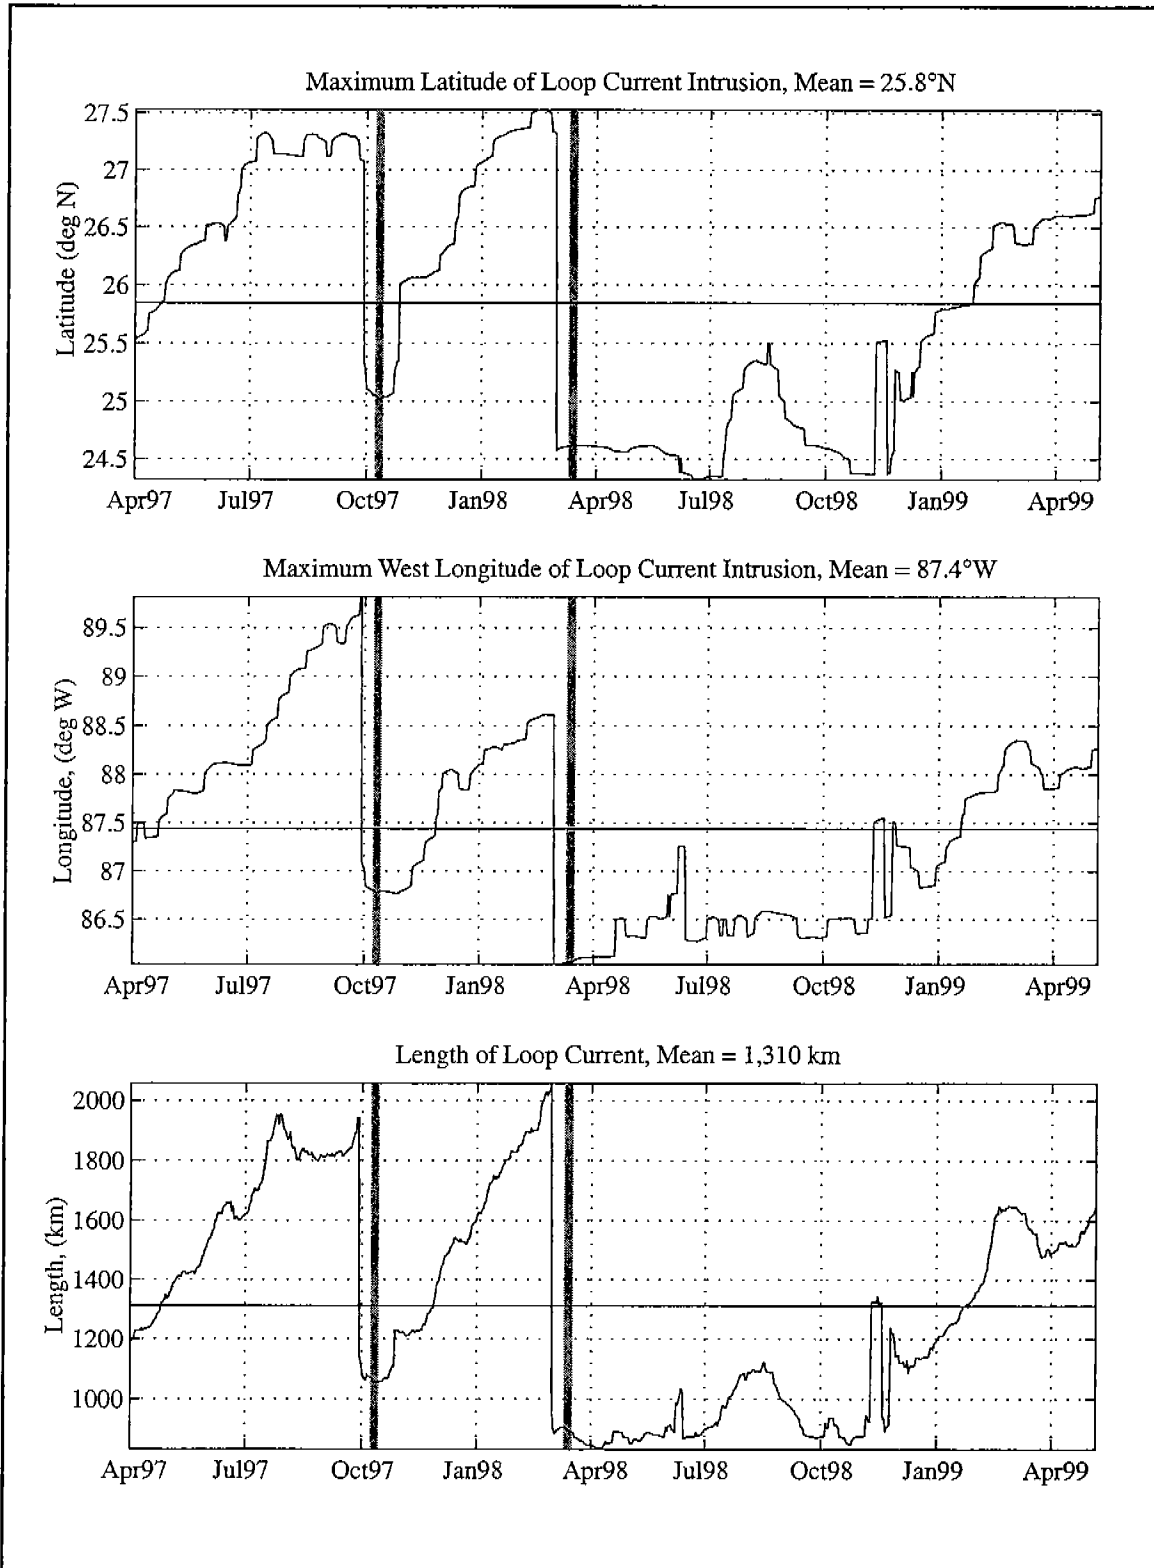 Maximum Latitude of Loop Current Intrusion, Mean = 25.8°N
Latitude (deg N)
27.5
27
26.5
26
25.5
25
24.5
Apr97 Jul97 Oct97 Jan98 Apr98 Jul98 Oct98 Jan99 Apr99
Maximum West Longitude of Loop Current Intrusion, Mean = 87.4°W
Longitude, (deg W)
89.5
89
88.5
88
87.5
87
86.5
Apr97 Jul97 Oct97 Jan98 Apr98 Jul98 Oct98 Jan99 Apr99
Length of Loop Current, Mean = 1,310 km
Length, (km)
2000
1800
1600
1400
1200
1000
Apr97 Jul97 Oct97 Jan98 Apr98 Jul98 Oct98 Jan99 Apr99